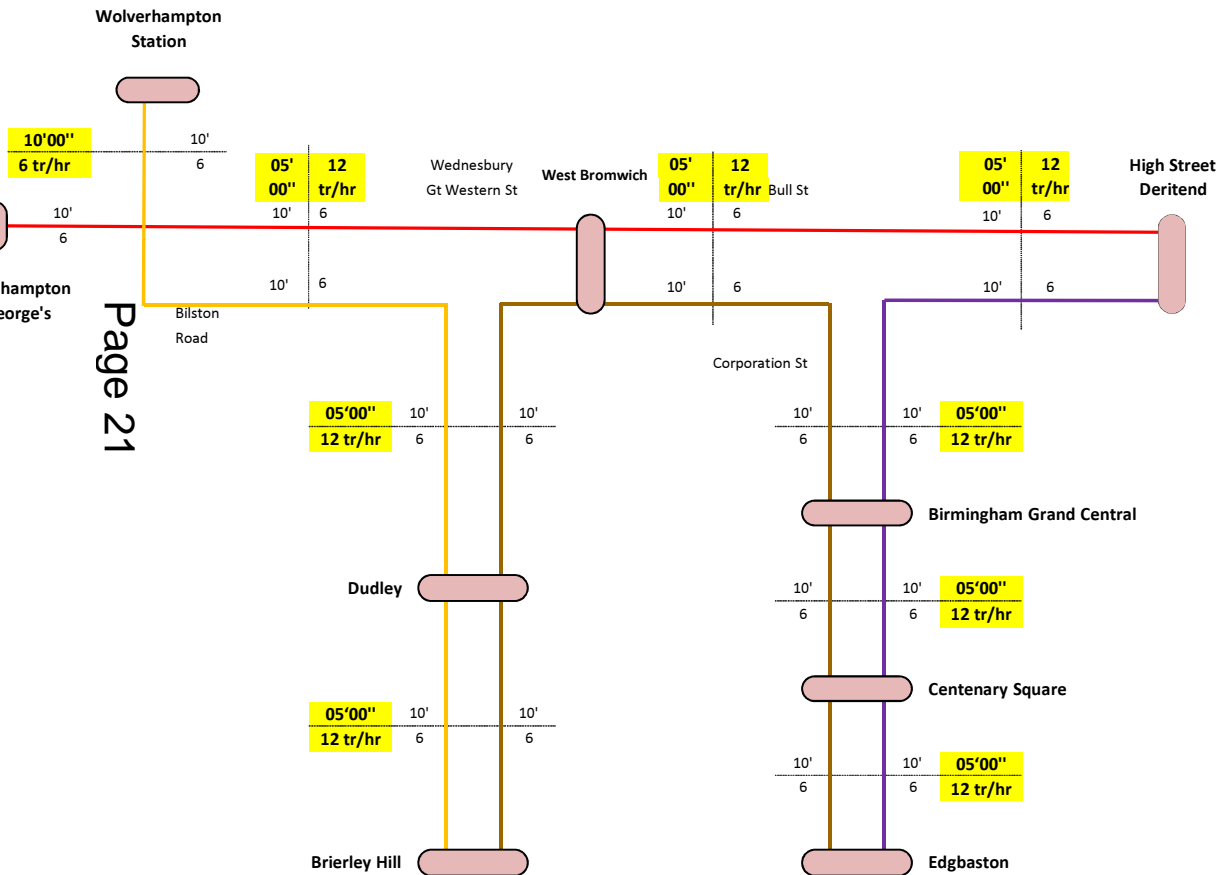 Wolverhampton
Station
10'00''
6 tr/hr
10'
6
05'
00''
12
tr/hr
Wednesbury
Gt Western St
West Bromwich
05'
00''
12
tr/hr
Bull St
05'
00''
12
tr/hr
High Street
Deritend
10'
6
10'
6
10'
6
10'
6
hampton
eorge's
10'
6
10'
6
10'
6
Bilston
Road
Page 21
Corporation St
05‘00''
12 tr/hr
10'
6
10'
6
10'
6
10'
6
05‘00''
12 tr/hr
Birmingham Grand Central
Dudley
10'
6
10'
6
05‘00''
12 tr/hr
Centenary Square
05‘00''
12 tr/hr
10'
6
10'
6
10'
6
10'
6
05‘00''
12 tr/hr
Brierley Hill
Edgbaston